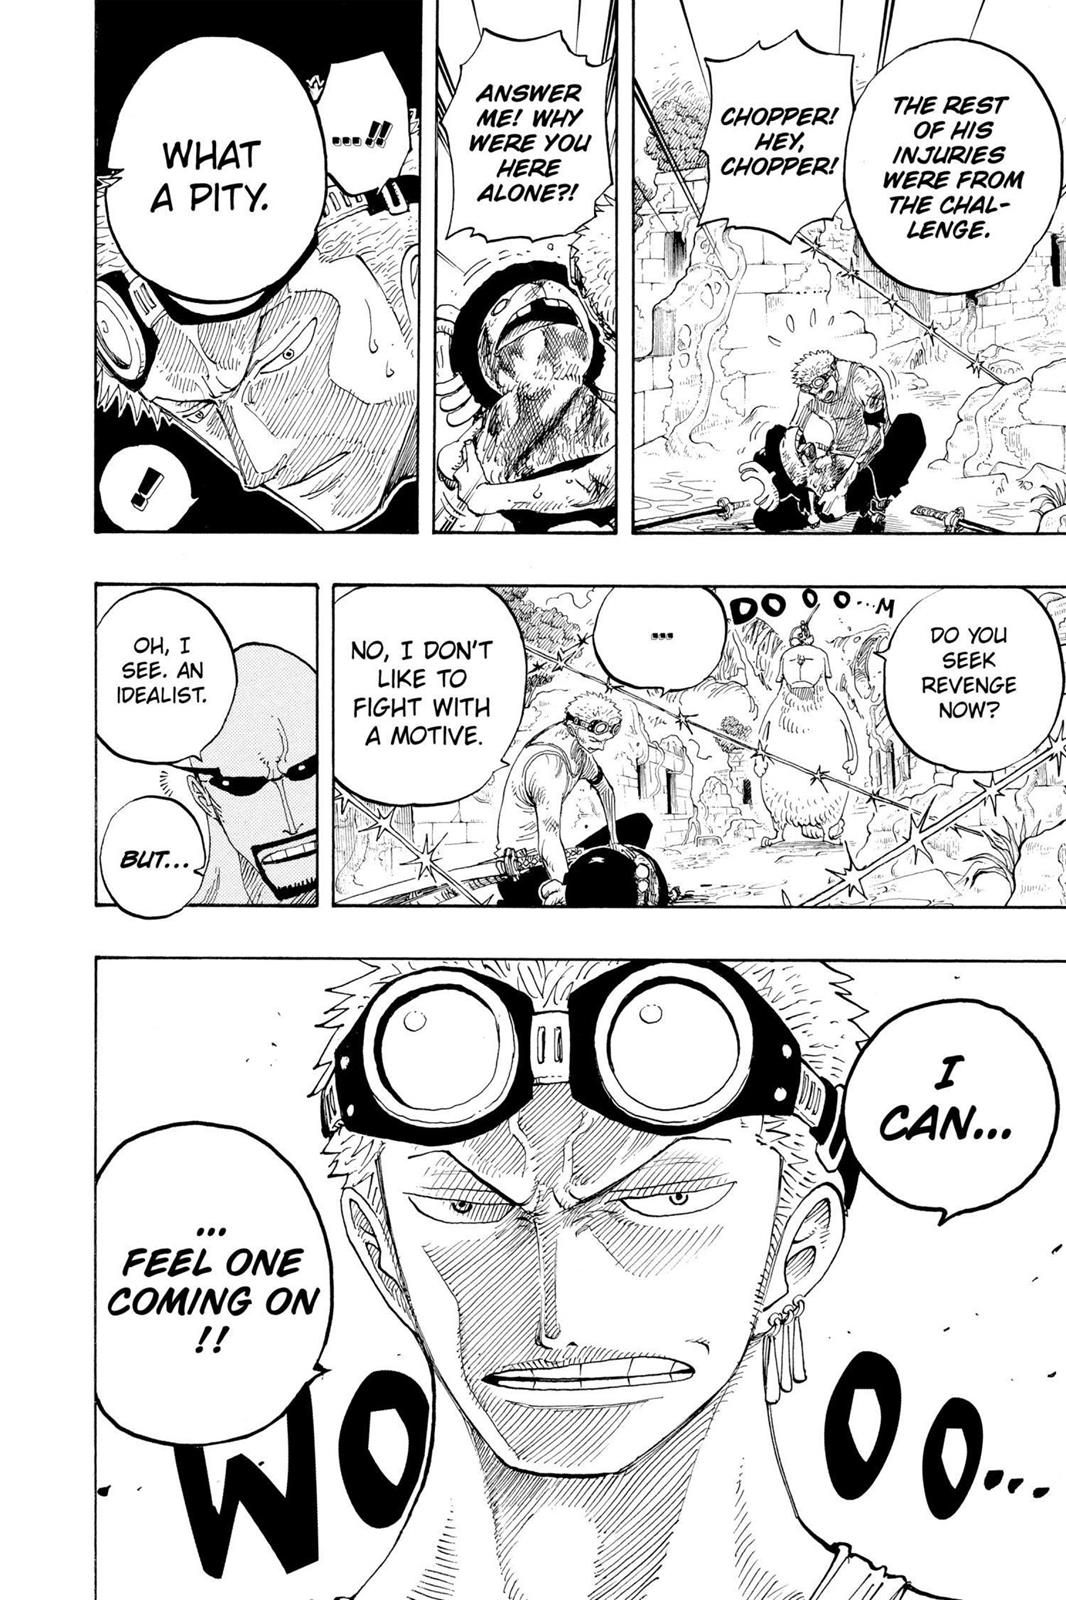 THE REST
OF HIS
INJURIES
WERE FROM
THE CHAL-
LENGE.
CHOPPER!
HEY,
CHOPPER!
ANSWER
ME! WHY
WERE YOU
HERE
ALONE?!
...!!
WHAT
A PITY.
!
DO YOU
SEEK
REVENGE
NOW?
DOOO...M
...
NO, I DON'T
LIKE TO
FIGHT WITH
A MOTIVE.
OH, I
SEE. AN
IDEALIST.
BUT...
I
CAN...
...
FEEL ONE
COMING ON
!!
WOOO...